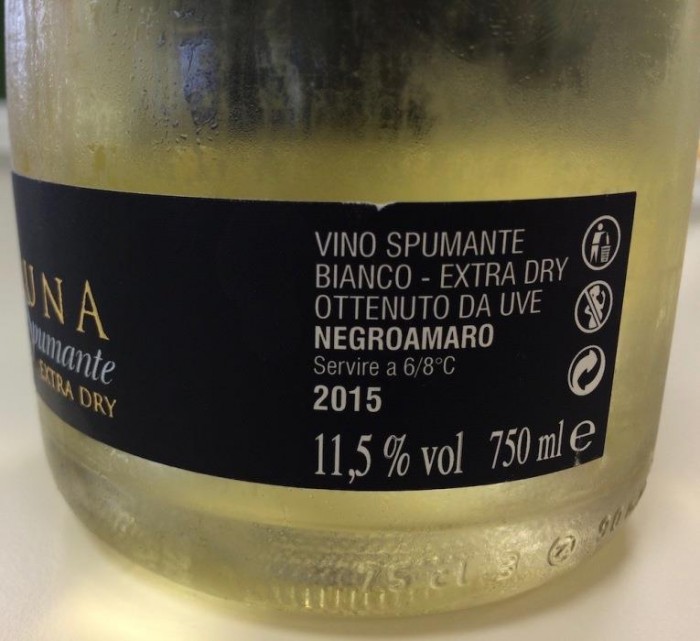 UNA
Spumante
EXTRA DRY
VINO SPUMANTE
BIANCO - EXTRA DRY
OTTENUTO DA UVE
NEGROAMARO
Servire a 6/8°C
2015
11,5 % vol 750 ml e